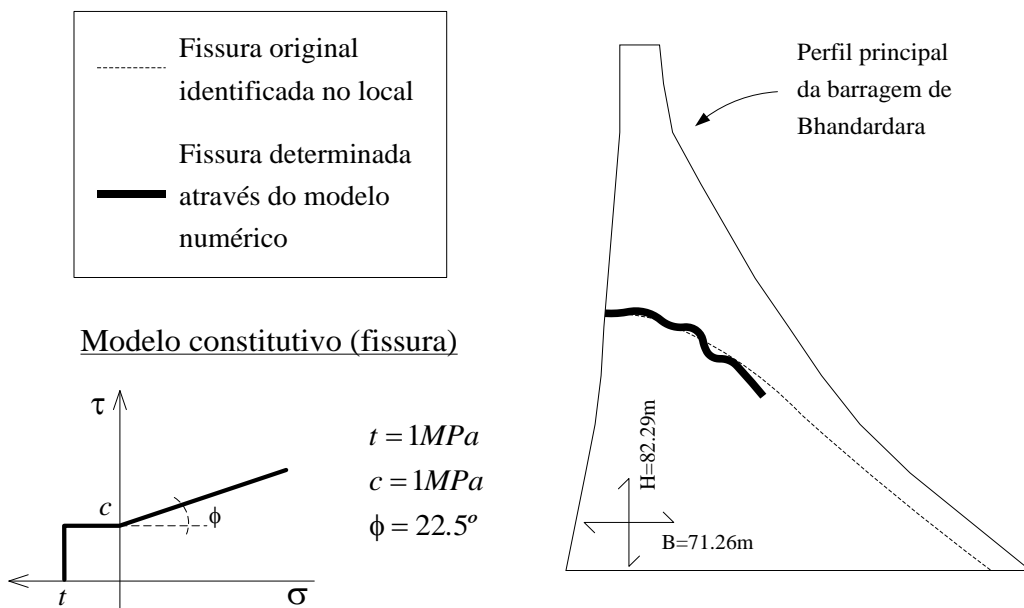 Fissura original
identificada no local
Fissura determinada
através do modelo
numérico
Modelo constitutivo (fissura)
τ
c
ϕ
t
σ
t = 1MPa
c = 1MPa
ϕ = 22.5º
Perfil principal
da barragem de
Bhandardara
H=82.29m
B=71.26m